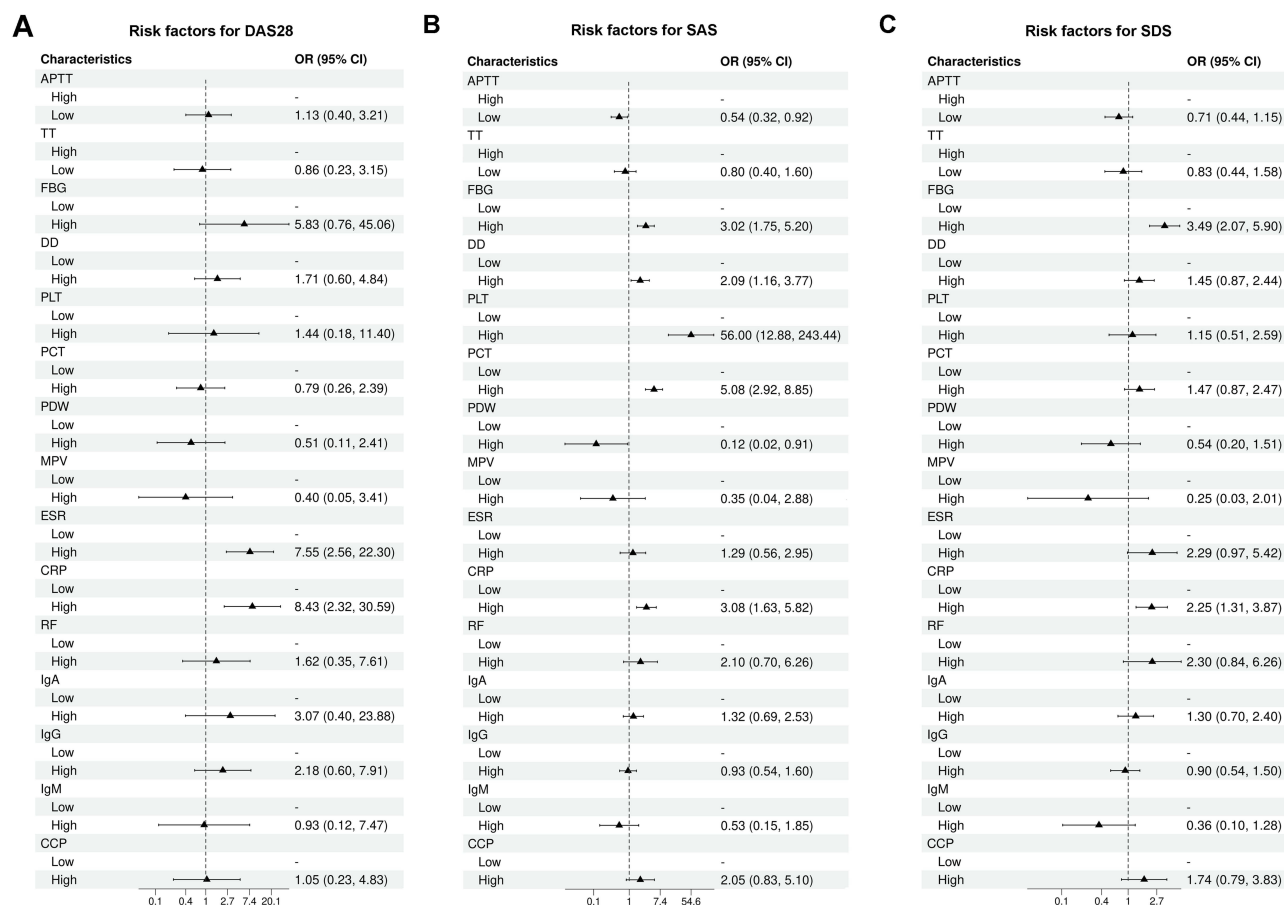 A
Risk factors for DAS28
Characteristics OR (95% CI)
APTT
High -
Low 1.13 (0.40, 3.21)
TT
High -
Low 0.86 (0.23, 3.15)
FBG
Low -
High 5.83 (0.76, 45.06)
DD
Low -
High 1.71 (0.60, 4.84)
PLT
Low -
High 1.44 (0.18, 11.40)
PCT
Low -
High 0.79 (0.26, 2.39)
PDW
Low -
High 0.51 (0.11, 2.41)
MPV
Low -
High 0.40 (0.05, 3.41)
ESR
Low -
High 7.55 (2.56, 22.30)
CRP
Low -
High 8.43 (2.32, 30.59)
RF
Low -
High 1.62 (0.35, 7.61)
IgA
Low -
High 3.07 (0.40, 23.88)
IgG
Low -
High 2.18 (0.60, 7.91)
IgM
Low -
High 0.93 (0.12, 7.47)
CCP
Low -
High 1.05 (0.23, 4.83)
0.1 0.4 1 2.7 7.4 20.1
B
Risk factors for SAS
Characteristics OR (95% CI)
APTT
High -
Low 0.54 (0.32, 0.92)
TT
High -
Low 0.80 (0.40, 1.60)
FBG
Low -
High 3.02 (1.75, 5.20)
DD
Low -
High 2.09 (1.16, 3.77)
PLT
Low -
High 56.00 (12.88, 243.44)
PCT
Low -
High 5.08 (2.92, 8.85)
PDW
Low -
High 0.12 (0.02, 0.91)
MPV
Low -
High 0.35 (0.04, 2.88)
ESR
Low -
High 1.29 (0.56, 2.95)
CRP
Low -
High 3.08 (1.63, 5.82)
RF
Low -
High 2.10 (0.70, 6.26)
IgA
Low -
High 1.32 (0.69, 2.53)
IgG
Low -
High 0.93 (0.54, 1.60)
IgM
Low -
High 0.53 (0.15, 1.85)
CCP
Low -
High 2.05 (0.83, 5.10)
0.1 1 7.4 54.6
C
Risk factors for SDS
Characteristics OR (95% CI)
APTT
High -
Low 0.71 (0.44, 1.15)
TT
High -
Low 0.83 (0.44, 1.58)
FBG
Low -
High 3.49 (2.07, 5.90)
DD
Low -
High 1.45 (0.87, 2.44)
PLT
Low -
High 1.15 (0.51, 2.59)
PCT
Low -
High 1.47 (0.87, 2.47)
PDW
Low -
High 0.54 (0.20, 1.51)
MPV
Low -
High 0.25 (0.03, 2.01)
ESR
Low -
High 2.29 (0.97, 5.42)
CRP
Low -
High 2.25 (1.31, 3.87)
RF
Low -
High 2.30 (0.84, 6.26)
IgA
Low -
High 1.30 (0.70, 2.40)
IgG
Low -
High 0.90 (0.54, 1.50)
IgM
Low -
High 0.36 (0.10, 1.28)
CCP
Low -
High 1.74 (0.79, 3.83)
0.1 0.4 1 2.7